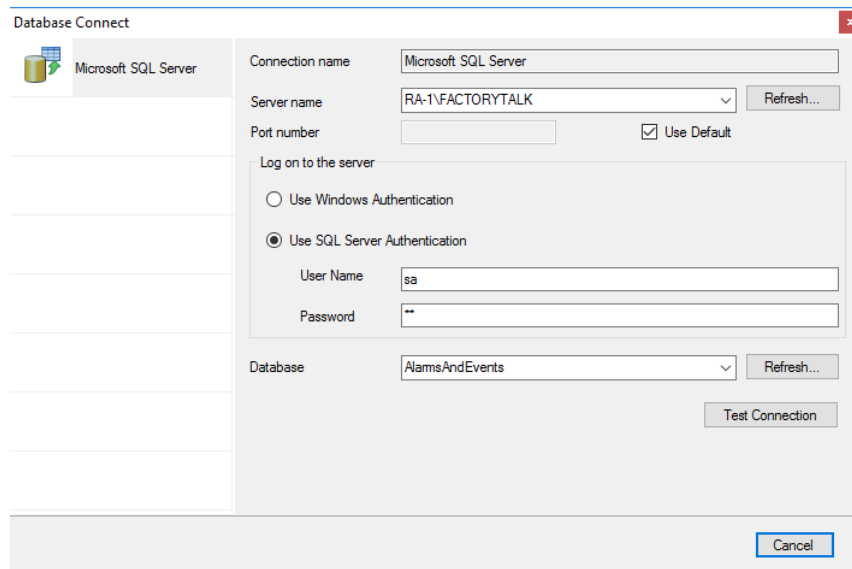 Database Connect
Microsoft SQL Server
Connection name
Microsoft SQL Server
Server name
RA-1\FACTORYTALK
Refresh...
Port number
Use Default
Log on to the server
Use Windows Authentication
Use SQL Server Authentication
User Name
sa
Password
**
Database
AlarmsAndEvents
Refresh...
Test Connection
Cancel